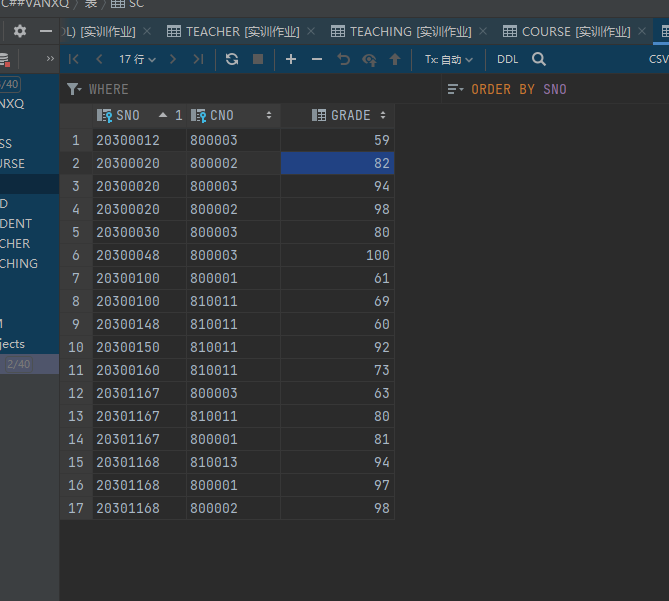 C##VANXQ 〉 表 〉 SC
DL) [实训作业] × TEACHER [实训作业] × TEACHING [实训作业] × COURSE [实训作业] ×
17 行 Tx: 自动 DDL CSV
/40
WHERE ORDER BY SNO
NXQ
SS
URSE
D
DENT
CHER
CHING
M
jects
2/40
SNO 1 CNO GRADE
1 20300012 800003 59
2 20300020 800002 82
3 20300020 800003 94
4 20300020 800002 98
5 20300030 800003 80
6 20300048 800003 100
7 20300100 800001 61
8 20300100 810011 69
9 20300148 810011 60
10 20300150 810011 92
11 20300160 810011 73
12 20301167 800003 63
13 20301167 810011 80
14 20301167 800001 81
15 20301168 810013 94
16 20301168 800001 97
17 20301168 800002 98